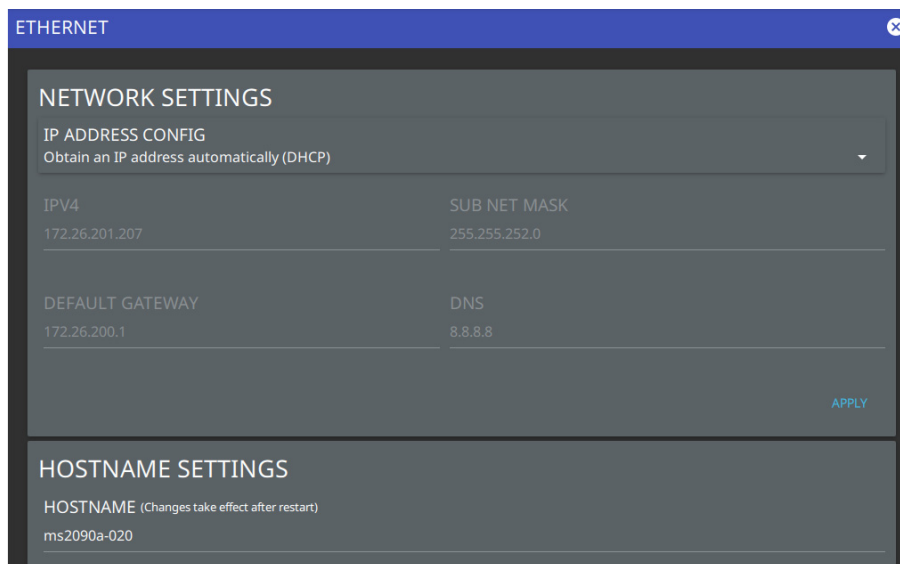 ETHERNET
NETWORK SETTINGS
IP ADDRESS CONFIG
Obtain an IP address automatically (DHCP)
IPV4
SUB NET MASK
172.26.201.207
255.255.252.0
DEFAULT GATEWAY
DNS
172.26.200.1
8.8.8.8
APPLY
HOSTNAME SETTINGS
HOSTNAME (Changes take effect after restart)
ms2090a-020